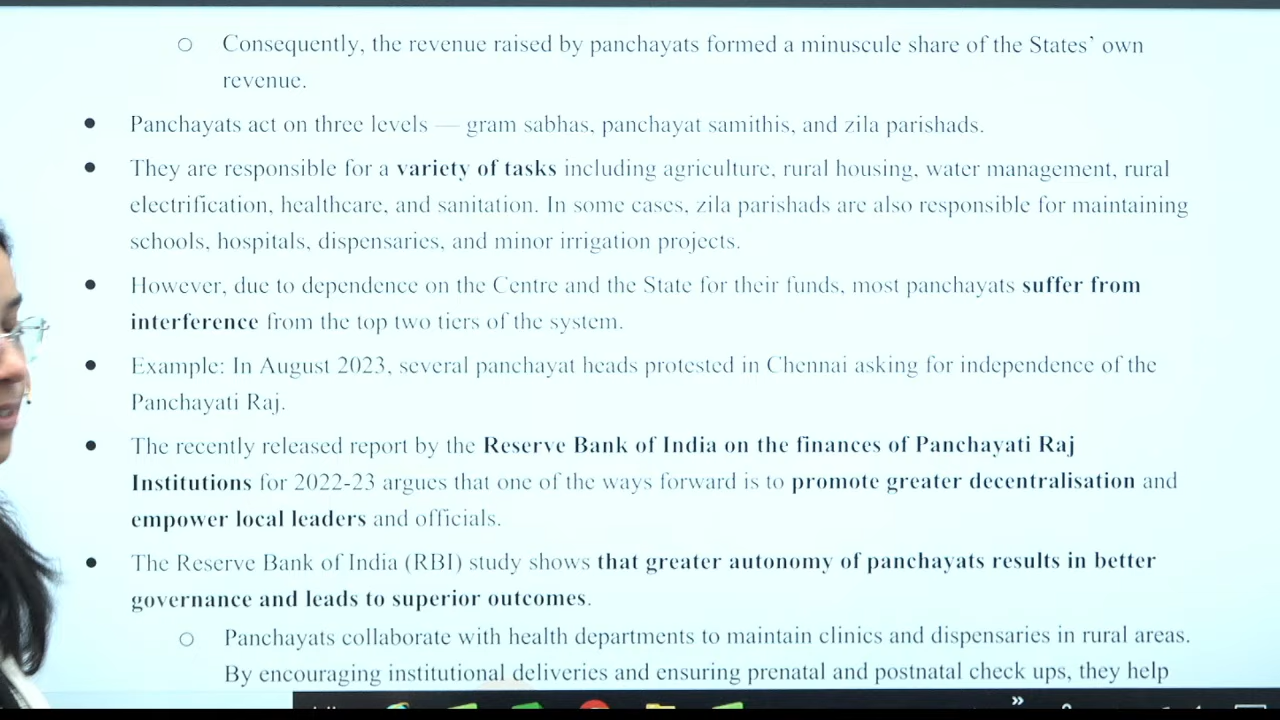 ○ Consequently, the revenue raised by panchayats formed a minuscule share of the States’ own
revenue.
● Panchayats act on three levels — gram sabhas, panchayat samithis, and zila parishads.
● They are responsible for a variety of tasks including agriculture, rural housing, water management, rural
electrification, healthcare, and sanitation. In some cases, zila parishads are also responsible for maintaining
schools, hospitals, dispensaries, and minor irrigation projects.
● However, due to dependence on the Centre and the State for their funds, most panchayats suffer from
interference from the top two tiers of the system.
● Example: In August 2023, several panchayat heads protested in Chennai asking for independence of the
Panchayati Raj.
● The recently released report by the Reserve Bank of India on the finances of Panchayati Raj
Institutions for 2022-23 argues that one of the ways forward is to promote greater decentralisation and
empower local leaders and officials.
● The Reserve Bank of India (RBI) study shows that greater autonomy of panchayats results in better
governance and leads to superior outcomes.
○ Panchayats collaborate with health departments to maintain clinics and dispensaries in rural areas.
By encouraging institutional deliveries and ensuring prenatal and postnatal check ups, they help